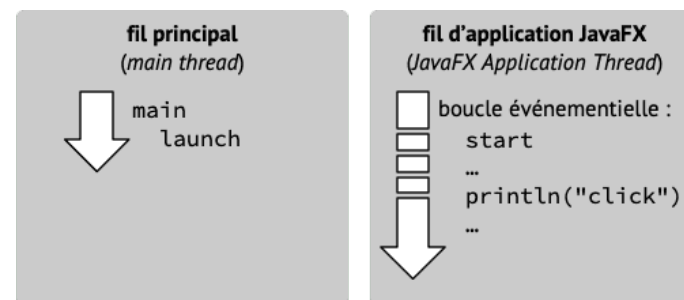 fil principal
(main thread)
main
launch
fil d'application JavaFX
(JavaFX Application Thread)
boucle événementielle :
start
…
println("click")
…